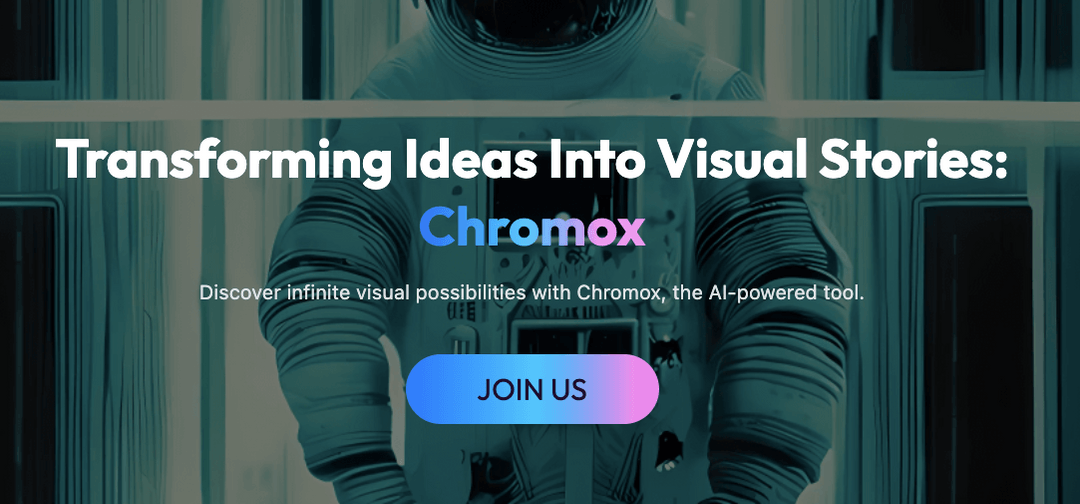 Transforming Ideas Into Visual Stories:
Chromox
Discover infinite visual possibilities with Chromox, the AI-powered tool.
JOIN US